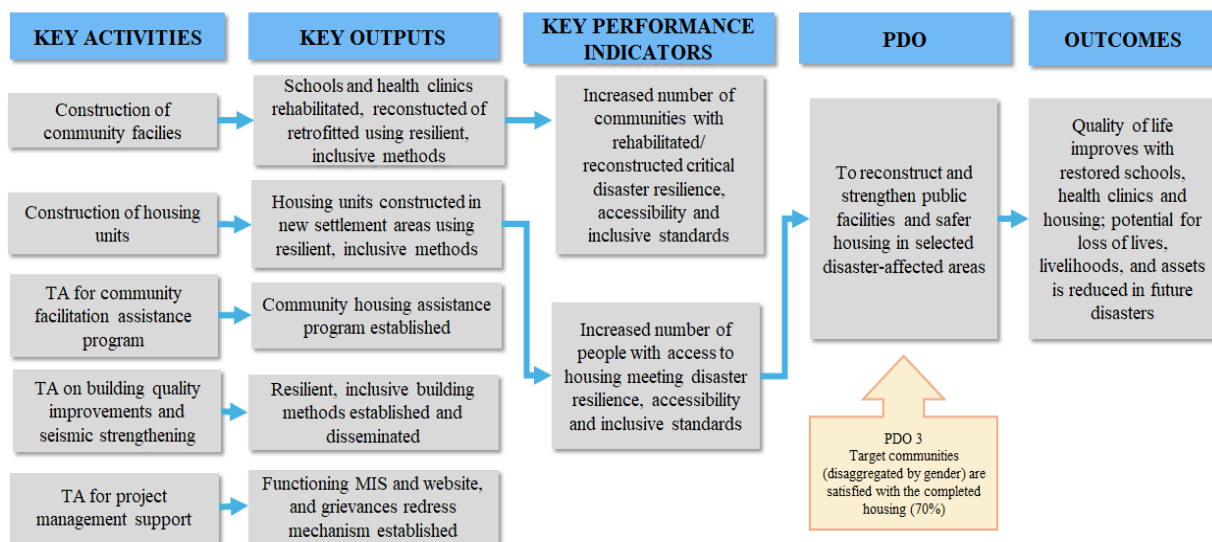 KEY ACTIVITIES
KEY OUTPUTS
KEY PERFORMANCE
INDICATORS
PDO
OUTCOMES
Construction of
community facilies
Schools and health clinics
rehabilitated, reconstucted of
retrofitted using resilient,
inclusive methods
Increased number of
communities with
rehabilitated/
reconstructed critical
disaster resilience,
accessibility and
inclusive standards
To reconstruct and
strengthen public
facilities and safer
housing in selected
disaster-affected areas
Quality of life
improves with
restored schools,
health clinics and
housing; potential for
loss of lives,
livelihoods, and assets
is reduced in future
disasters
Construction of housing
units
Housing units constructed in
new settlement areas using
resilient, inclusive methods
TA for community
facilitation assistance
program
Community housing assistance
program established
Increased number of
people with access to
housing meeting disaster
resilience, accessibility
and inclusive standards
TA on building quality
improvements and
seismic strengthening
Resilient, inclusive building
methods established and
disseminated
TA for project
management support
Functioning MIS and website,
and grievances redress
mechanism established
PDO 3
Target communities
(disaggregated by gender) are
satisfied with the completed
housing (70%)